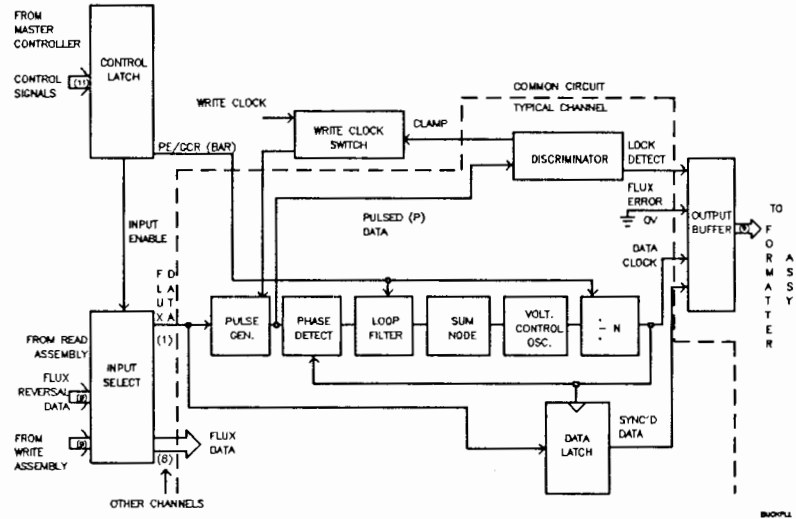 FROM
MASTER
CONTROLLER
CONTROL
SIGNALS
(11)
CONTROL
LATCH
PE/GCR (BAR)
WRITE CLOCK
WRITE CLOCK
SWITCH
CLAMP
COMMON CIRCUIT
TYPICAL CHANNEL
DISCRIMINATOR
LOCK
DETECT
FLUX
ERROR
0V
OUTPUT
BUFFER
TO
FORMATTER
ASSY
DATA
CLOCK
INPUT
ENABLE
PULSED (P)
DATA
FLUX
DATA
(1)
PULSE
GEN.
PHASE
DETECT
LOOP
FILTER
SUM
NODE
VOLT.
CONTROL
OSC.
÷ N
FROM READ
ASSEMBLY
FLUX
REVERSAL
DATA
FROM
WRITE
ASSEMBLY
INPUT
SELECT
FLUX
DATA
(8)
OTHER CHANNELS
DATA
LATCH
SYNC'D
DATA
BUCKPLL